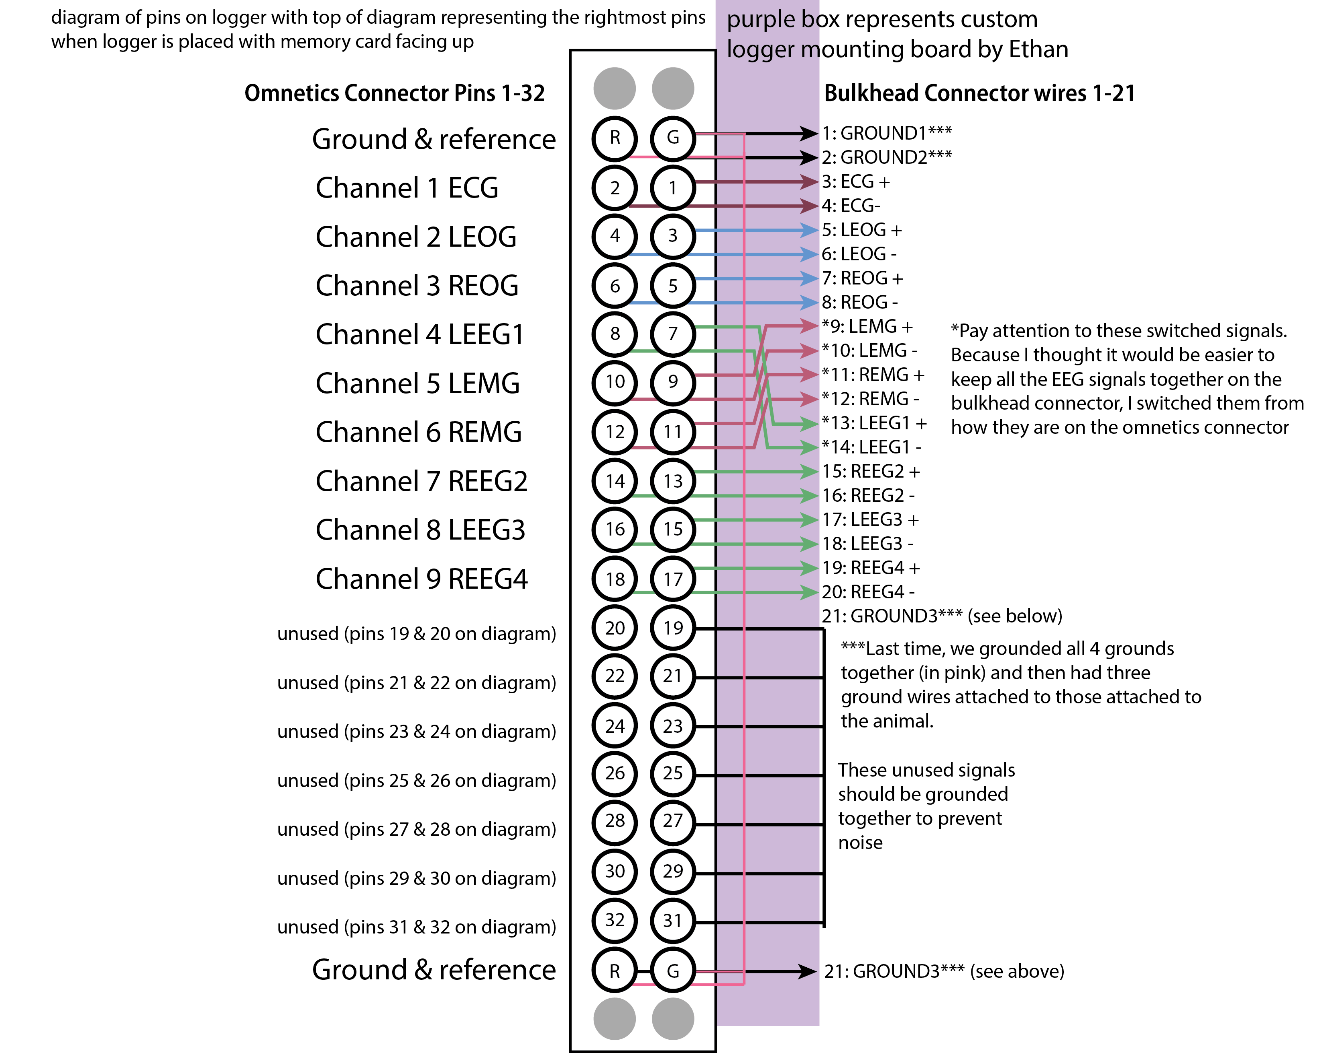 diagram of pins on logger with top of diagram representing the rightmost pins
when logger is placed with memory card facing up
purple box represents custom
logger mounting board by Ethan
Omnetics Connector Pins 1-32
Bulkhead Connector wires 1-21
Ground & reference
R G
1: GROUND1***
2: GROUND2***
Channel 1 ECG
2 1
3: ECG +
4: ECG-
Channel 2 LEOG
4 3
5: LEOG +
6: LEOG -
Channel 3 REOG
6 5
7: REOG +
8: REOG -
Channel 4 LEEG1
8 7
*9: LEMG +
*10: LEMG -
Channel 5 LEMG
10 9
*11: REMG +
*12: REMG -
Channel 6 REMG
12 11
*13: LEEG1 +
*14: LEEG1 -
*Pay attention to these switched signals.
Because I thought it would be easier to
keep all the EEG signals together on the
bulkhead connector, I switched them from
how they are on the omnetics connector
Channel 7 REEG2
14 13
15: REEG2 +
16: REEG2 -
Channel 8 LEEG3
16 15
17: LEEG3 +
18: LEEG3 -
Channel 9 REEG4
18 17
19: REEG4 +
20: REEG4 -
21: GROUND3*** (see below)
unused (pins 19 & 20 on diagram)
20 19
unused (pins 21 & 22 on diagram)
22 21
unused (pins 23 & 24 on diagram)
24 23
***Last time, we grounded all 4 grounds
together (in pink) and then had three
ground wires attached to those attached to
the animal.
unused (pins 25 & 26 on diagram)
26 25
unused (pins 27 & 28 on diagram)
28 27
These unused signals
should be grounded
together to prevent
noise
unused (pins 29 & 30 on diagram)
30 29
unused (pins 31 & 32 on diagram)
32 31
Ground & reference
R G
21: GROUND3*** (see above)